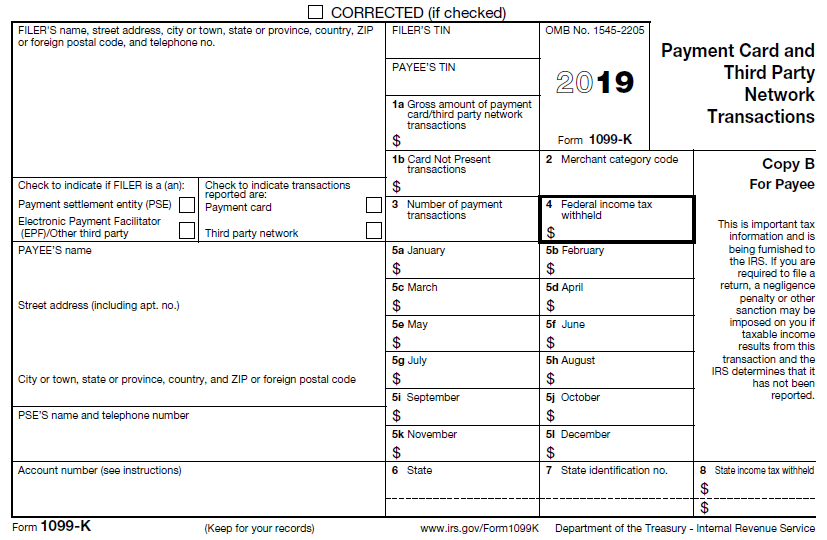 CORRECTED (if checked)
FILER'S name, street address, city or town, state or province, country, ZIP
or foreign postal code, and telephone no.
FILER'S TIN
OMB No. 1545-2205
PAYEE'S TIN
2019
Form 1099-K
Payment Card and
Third Party
Network
Transactions
1a Gross amount of payment
card/third party network
transactions
$
1b Card Not Present
transactions
$
2 Merchant category code
Copy B
For Payee
Check to indicate if FILER is a (an):
Payment settlement entity (PSE)
Electronic Payment Facilitator
(EPF)/Other third party
Check to indicate transactions
reported are:
Payment card
Third party network
3 Number of payment
transactions
4 Federal income tax
withheld
$
This is important tax
information and is
being furnished to
the IRS. If you are
required to file a
return, a negligence
penalty or other
sanction may be
imposed on you if
taxable income
results from this
transaction and the
IRS determines that it
has not been
reported.
PAYEE'S name
5a January
$
5b February
$
5c March
$
5d April
$
Street address (including apt. no.)
5e May
$
5f June
$
5g July
$
5h August
$
City or town, state or province, country, and ZIP or foreign postal code
5i September
$
5j October
$
PSE'S name and telephone number
5k November
$
5l December
$
Account number (see instructions)
6 State
7 State identification no.
8 State income tax withheld
$
$
Form 1099-K
(Keep for your records)
www.irs.gov/Form1099K
Department of the Treasury - Internal Revenue Service